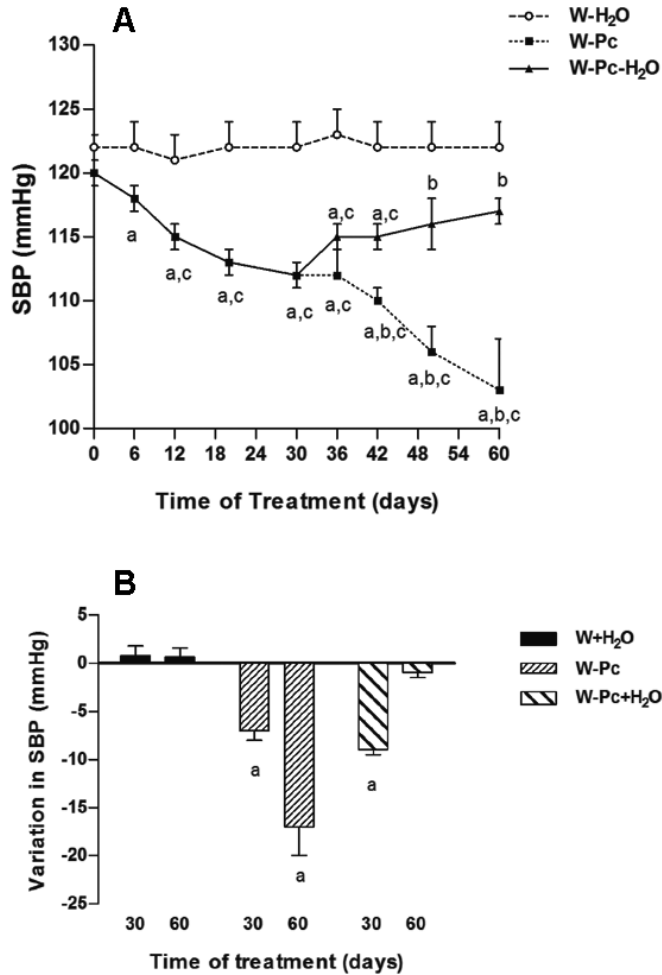 A
W-H₂O
W-Pc
W-Pc-H₂O
130
125
120
115
110
105
100
SBP (mmHg)
a
a,c
a,c
a,c
a,c
a,c
a,c
a,b,c
b
a,b,c
b
a,b,c
0 6 12 18 24 30 36 42 48 54 60
Time of Treatment (days)
B
5
0
-5
-10
-15
-20
-25
Variation in SBP (mmHg)
W+H₂O
W-Pc
W-Pc+H₂O
a
a
a
30 60 30 60 30 60
Time of treatment (days)